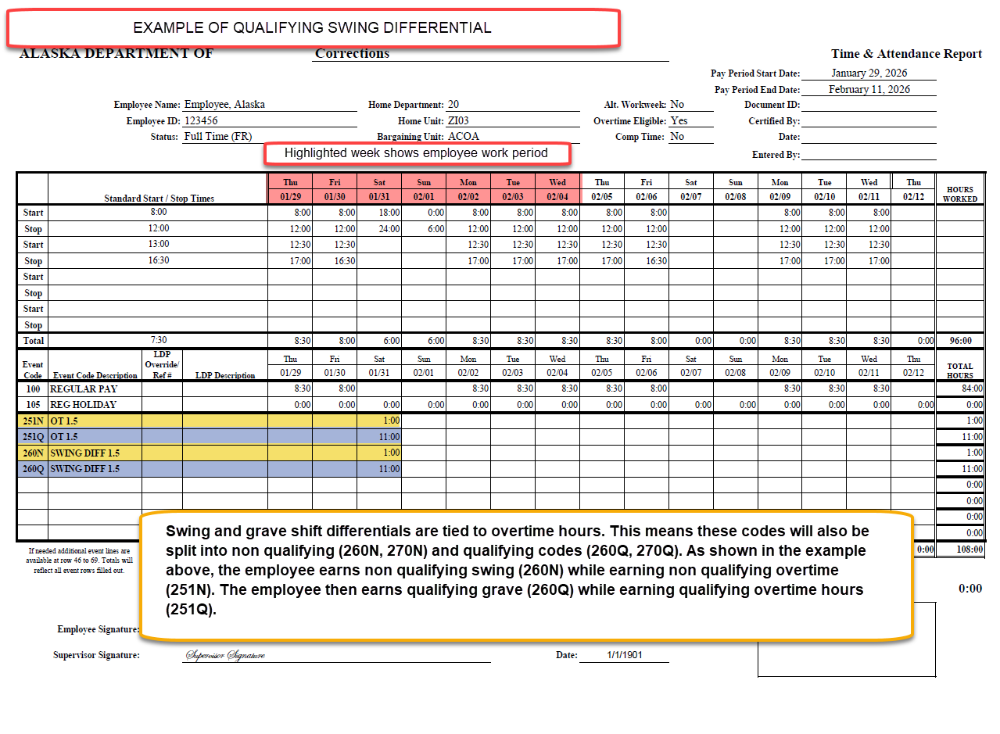 EXAMPLE OF QUALIFYING SWING DIFFERENTIAL
ALASKA DEPARTMENT OF Corrections Time & Attendance Report
Pay Period Start Date: January 29, 2026
Pay Period End Date: February 11, 2026
Employee Name: Employee, Alaska Home Department: 20 Alt. Workweek: No Document ID:
Employee ID: 123456 Home Unit: ZI03 Overtime Eligible: Yes Certified By:
Status: Full Time (FR) Bargaining Unit: ACOA Comp Time: No Date:
Highlighted week shows employee work period Entered By:
Thu Fri Sat Sun Mon Tue Wed Thu Fri Sat Sun Mon Tue Wed Thu HOURS WORKED
Standard Start / Stop Times 01/29 01/30 01/31 02/01 02/02 02/03 02/04 02/05 02/06 02/07 02/08 02/09 02/10 02/11 02/12
Start 8:00 8:00 8:00 18:00 0:00 8:00 8:00 8:00 8:00 8:00 8:00 8:00 8:00
Stop 12:00 12:00 12:00 24:00 6:00 12:00 12:00 12:00 12:00 12:00 12:00 12:00 12:00
Start 13:00 12:30 12:30 12:30 12:30 12:30 12:30 12:30 12:30 12:30 12:30
Stop 16:30 17:00 16:30 17:00 17:00 17:00 17:00 16:30 17:00 17:00 17:00
Start
Stop
Start
Stop
Total 7:30 8:30 8:00 6:00 6:00 8:30 8:30 8:30 8:30 8:00 0:00 0:00 8:30 8:30 8:30 0:00 96:00
Event Code Event Code Description LDP Override/ Ref # LDP Description Thu Fri Sat Sun Mon Tue Wed Thu Fri Sat Sun Mon Tue Wed Thu TOTAL HOURS
01/29 01/30 01/31 02/01 02/02 02/03 02/04 02/05 02/06 02/07 02/08 02/09 02/10 02/11 02/12
100 REGULAR PAY 8:30 8:00 8:30 8:30 8:30 8:30 8:00 8:30 8:30 8:30 84:00
105 REG HOLIDAY 0:00 0:00 0:00 0:00 0:00 0:00 0:00 0:00 0:00 0:00 0:00 0:00 0:00 0:00 0:00 0:00
251N OT 1.5 1:00 1:00
251Q OT 1.5 11:00 11:00
260N SWING DIFF 1.5 1:00 1:00
260Q SWING DIFF 1.5 11:00 11:00
0:00
0:00
0:00
0:00
If needed additional event lines are
available at row 46 to 69. Totals will
reflect all event rows filled out.
0:00 108:00
Swing and grave shift differentials are tied to overtime hours. This means these codes will also be
split into non qualifying (260N, 270N) and qualifying codes (260Q, 270Q). As shown in the example
above, the employee earns non qualifying swing (260N) while earning non qualifying overtime
(251N). The employee then earns qualifying grave (260Q) while earning qualifying overtime hours
(251Q).
0:00
Employee Signature:
Supervisor Signature: Supervisor Signature Date: 1/1/1901